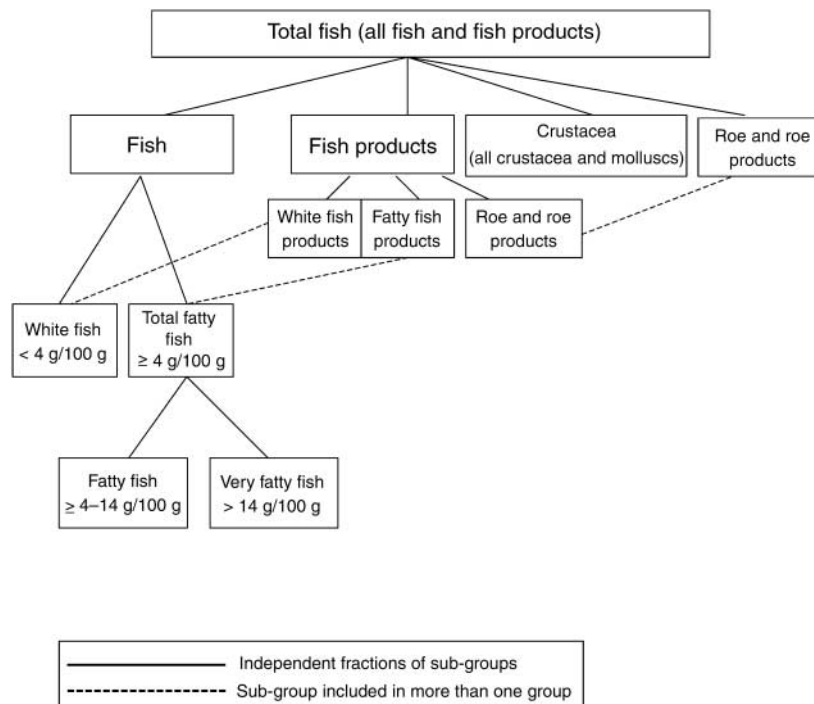 Total fish (all fish and fish products)
Fish
Fish products
Crustacea
(all crustacea and molluscs)
Roe and roe
products
White fish
products
Fatty fish
products
Roe and roe
products
White fish
< 4 g/100 g
Total fatty
fish
≥ 4 g/100 g
Fatty fish
≥ 4–14 g/100 g
Very fatty fish
> 14 g/100 g
Independent fractions of sub-groups
Sub-group included in more than one group